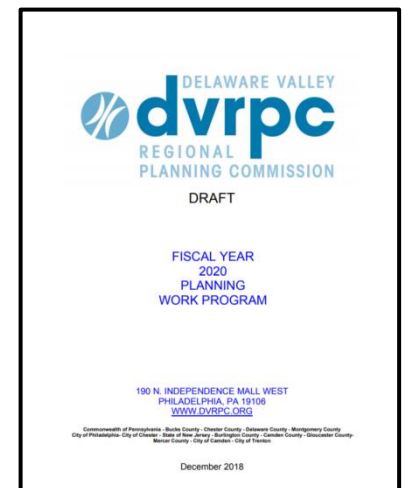 DELAWARE VALLEY
dvrpc
REGIONAL
PLANNING COMMISSION
DRAFT
FISCAL YEAR
2020
PLANNING
WORK PROGRAM
190 N. INDEPENDENCE MALL WEST
PHILADELPHIA, PA 19106
WWW.DVRPC.ORG
Commonwealth of Pennsylvania - Bucks County - Chester County - Delaware County - Montgomery County
City of Philadelphia- City of Chester - State of New Jersey - Burlington County - Camden County - Gloucester County-
Mercer County - City of Camden - City of Trenton
December 2018